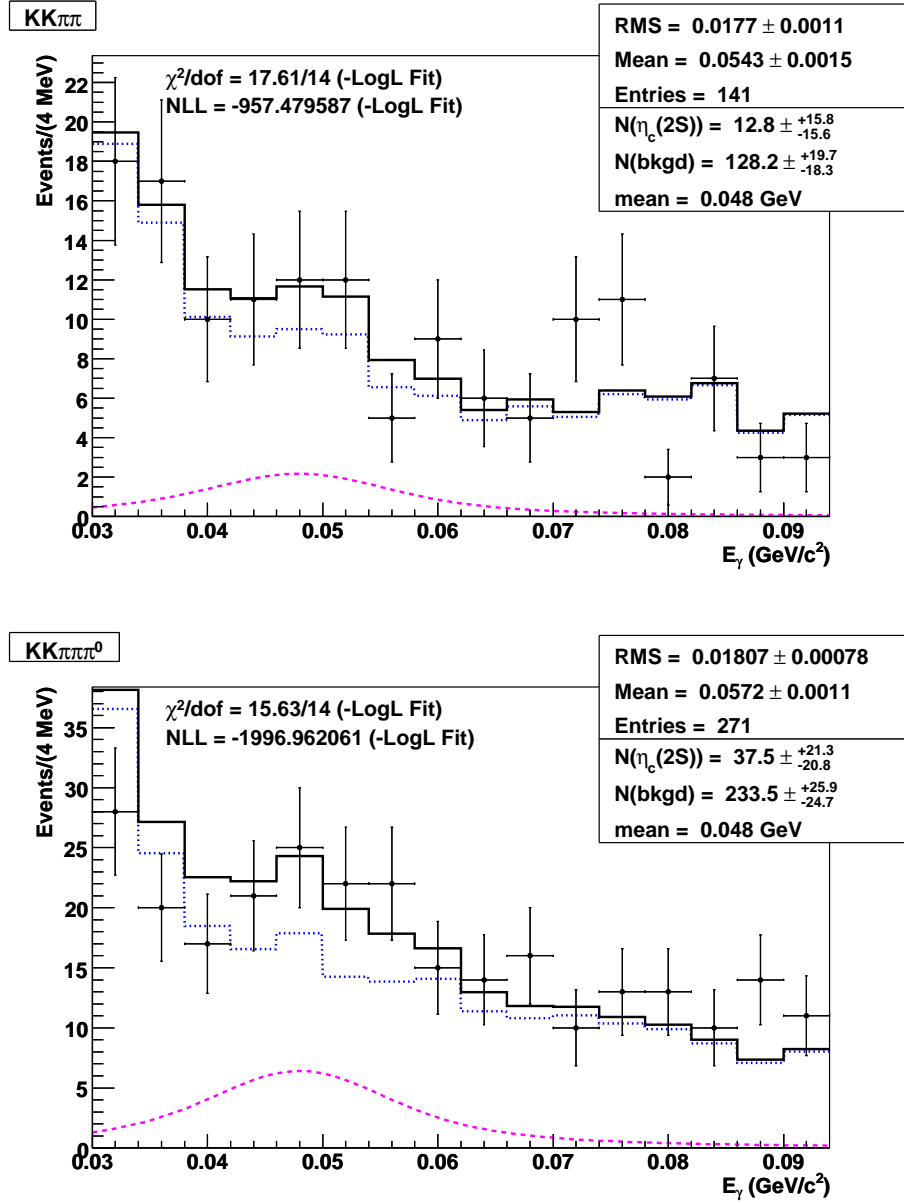 KKππ
RMS = 0.0177 ± 0.0011
Mean = 0.0543 ± 0.0015
Entries = 141
N(η_c(2S)) = 12.8 ± +15.8 -15.6
N(bkgd) = 128.2 ± +19.7 -18.3
mean = 0.048 GeV
χ²/dof = 17.61/14 (-LogL Fit)
NLL = -957.479587 (-LogL Fit)
Events/(4 MeV)
22
20
18
16
14
12
10
8
6
4
2
0
0.03 0.04 0.05 0.06 0.07 0.08 0.09
E_γ (GeV/c²)
KKπππ⁰
RMS = 0.01807 ± 0.00078
Mean = 0.0572 ± 0.0011
Entries = 271
N(η_c(2S)) = 37.5 ± +21.3 -20.8
N(bkgd) = 233.5 ± +25.9 -24.7
mean = 0.048 GeV
χ²/dof = 15.63/14 (-LogL Fit)
NLL = -1996.962061 (-LogL Fit)
Events/(4 MeV)
35
30
25
20
15
10
5
0
0.03 0.04 0.05 0.06 0.07 0.08 0.09
E_γ (GeV/c²)